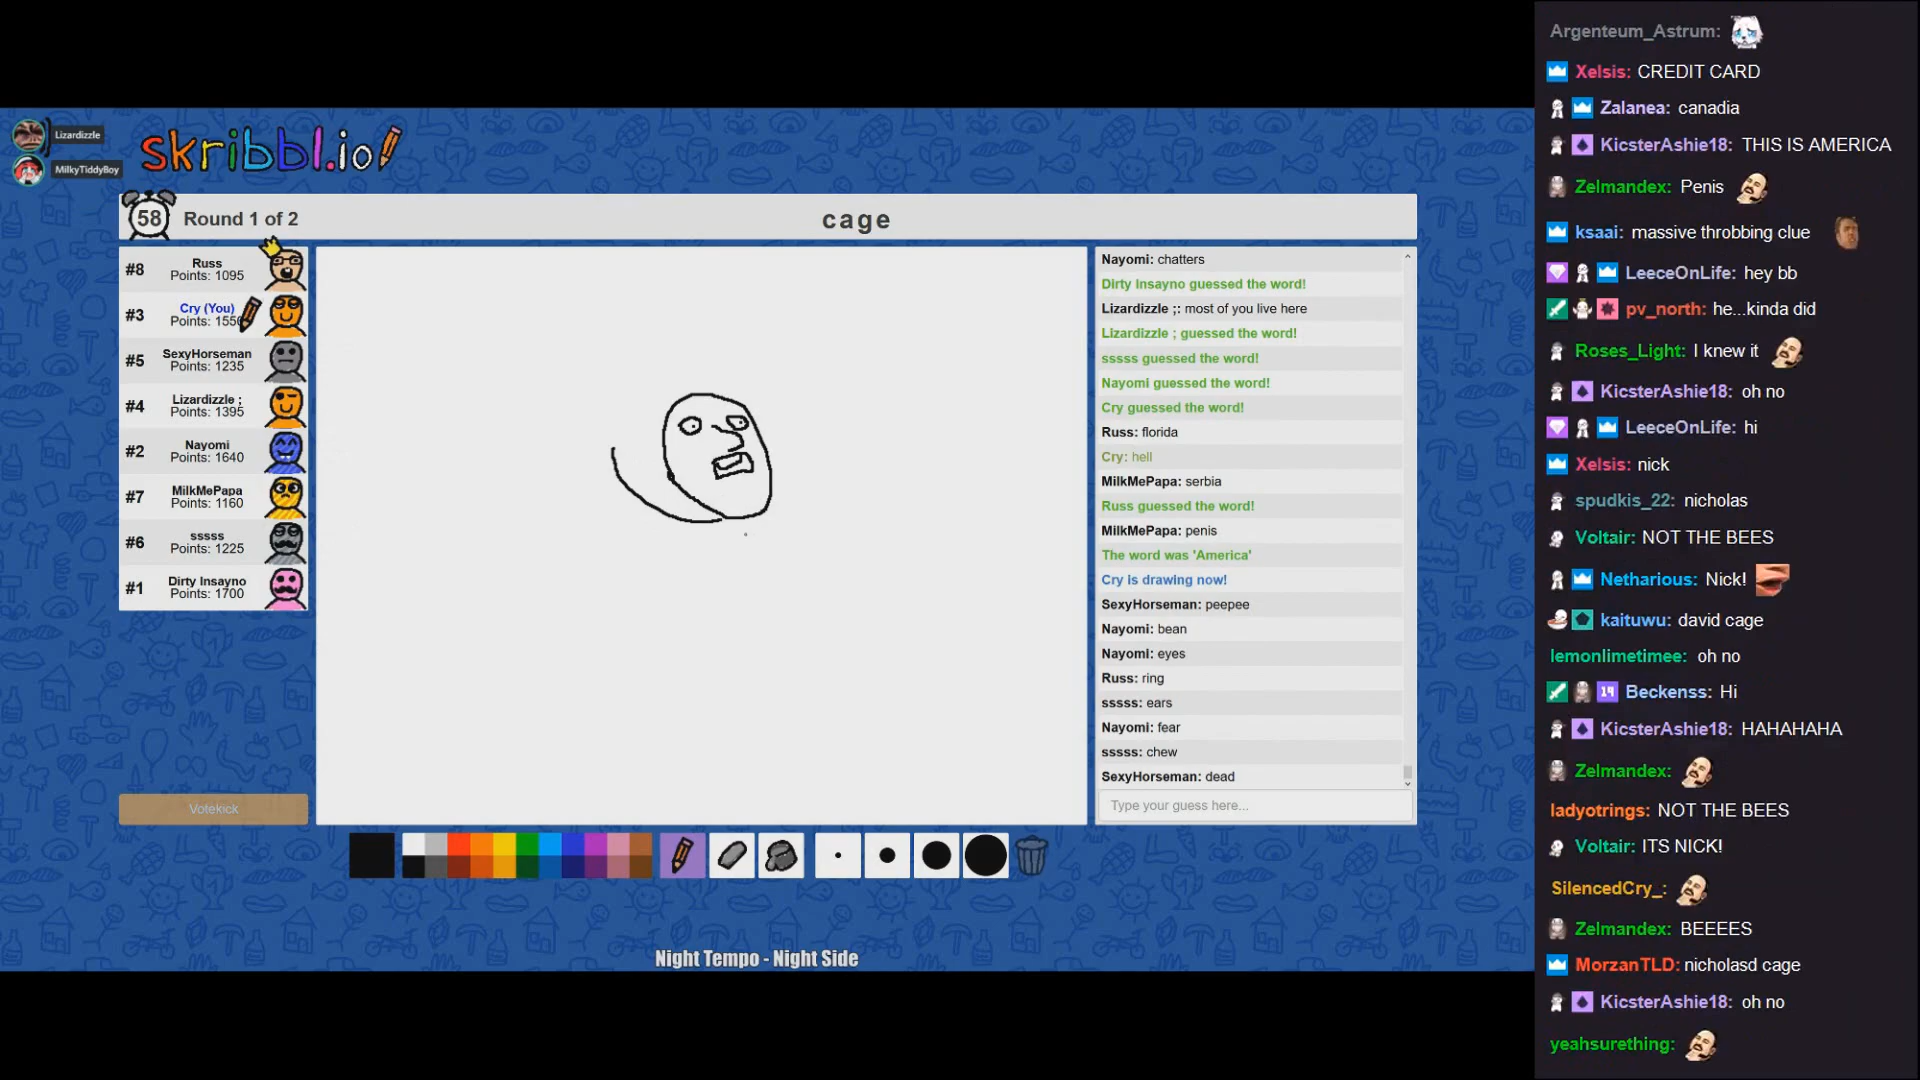 Lizardizzle
MilkyTiddyBoy
skribbl.io
58
Round 1 of 2
cage
#8
Russ
Points: 1095
#3
Cry (You)
Points: 1550
#5
SexyHorseman
Points: 1235
#4
Lizardizzle ;
Points: 1395
#2
Nayomi
Points: 1640
#7
MilkMePapa
Points: 1160
#6
sssss
Points: 1225
#1
Dirty Insayno
Points: 1700
Votekick
Nayomi: chatters
Dirty Insayno guessed the word!
Lizardizzle ;: most of you live here
Lizardizzle ; guessed the word!
sssss guessed the word!
Nayomi guessed the word!
Cry guessed the word!
Russ: florida
Cry: hell
MilkMePapa: serbia
Russ guessed the word!
MilkMePapa: penis
The word was 'America'
Cry is drawing now!
SexyHorseman: peepee
Nayomi: bean
Nayomi: eyes
Russ: ring
sssss: ears
Nayomi: fear
sssss: chew
SexyHorseman: dead
Type your guess here...
Night Tempo - Night Side
Argenteum_Astrum:
Xelsis: CREDIT CARD
Zalanea: canadia
KicsterAshie18: THIS IS AMERICA
Zelmandex: Penis
ksaai: massive throbbing clue
LeeceOnLife: hey bb
pv_north: he...kinda did
Roses_Light: I knew it
KicsterAshie18: oh no
LeeceOnLife: hi
Xelsis: nick
spudkis_22: nicholas
Voltair: NOT THE BEES
Netharious: Nick!
kaituwu: david cage
lemonlimetimee: oh no
14 Beckenss: Hi
KicsterAshie18: HAHAHAHA
Zelmandex:
ladyotrings: NOT THE BEES
Voltair: ITS NICK!
SilencedCry_:
Zelmandex: BEEEES
MorzanTLD: nicholasd cage
KicsterAshie18: oh no
yeahsurething: